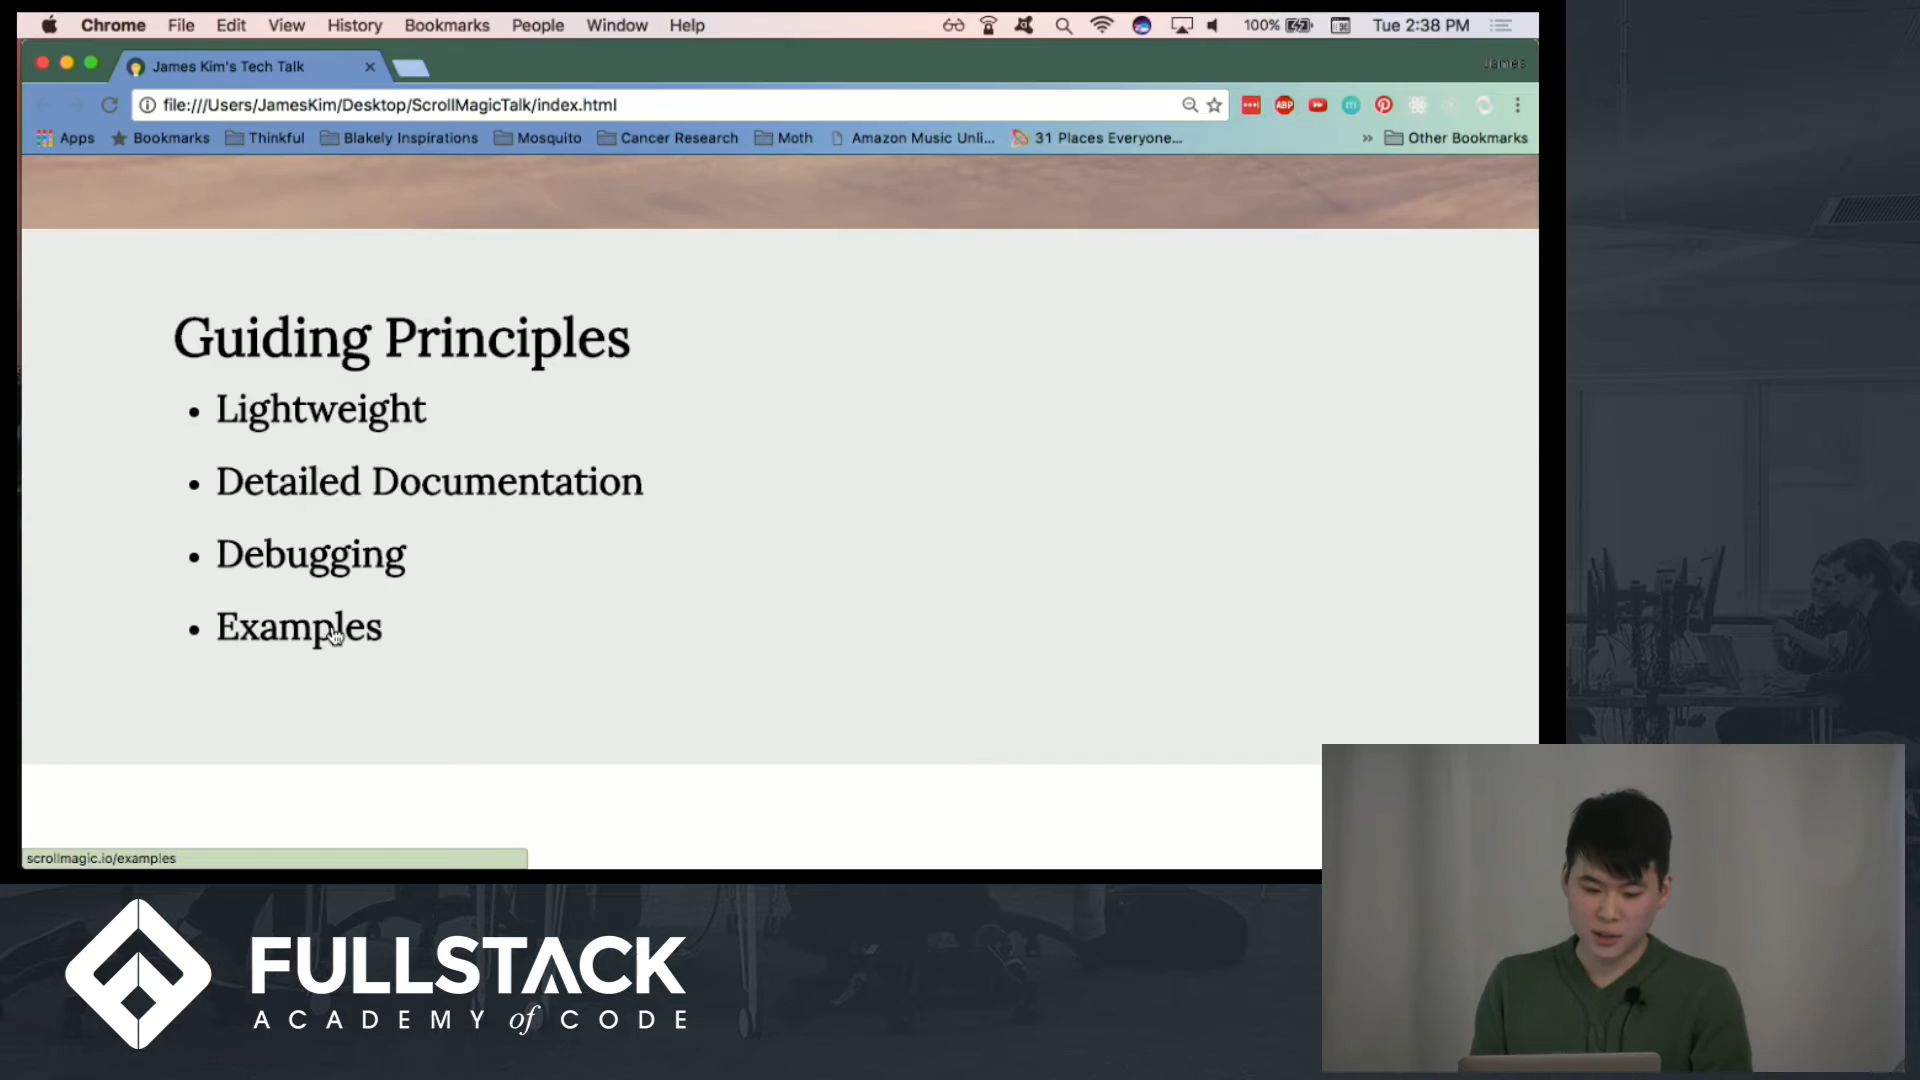 Chrome File Edit View History Bookmarks People Window Help 100% Tue 2:38 PM
James Kim's Tech Talk James
file:///Users/JamesKim/Desktop/ScrollMagicTalk/index.html ABP m
Apps Bookmarks Thinkful Blakely Inspirations Mosquito Cancer Research Moth Amazon Music Unli... 31 Places Everyone... » Other Bookmarks
Guiding Principles
• Lightweight
• Detailed Documentation
• Debugging
• Examples
scrollmagic.io/examples
FULLSTACK
ACADEMY of CODE